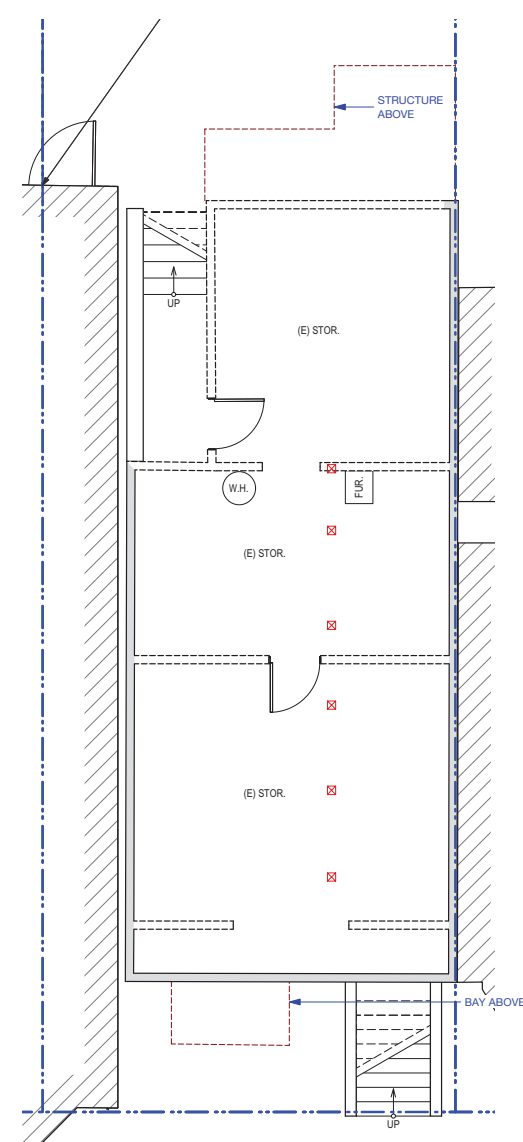 STRUCTURE
ABOVE
UP
(E) STOR.
W.H.
FUR.
(E) STOR.
(E) STOR.
BAY ABOVE
UP